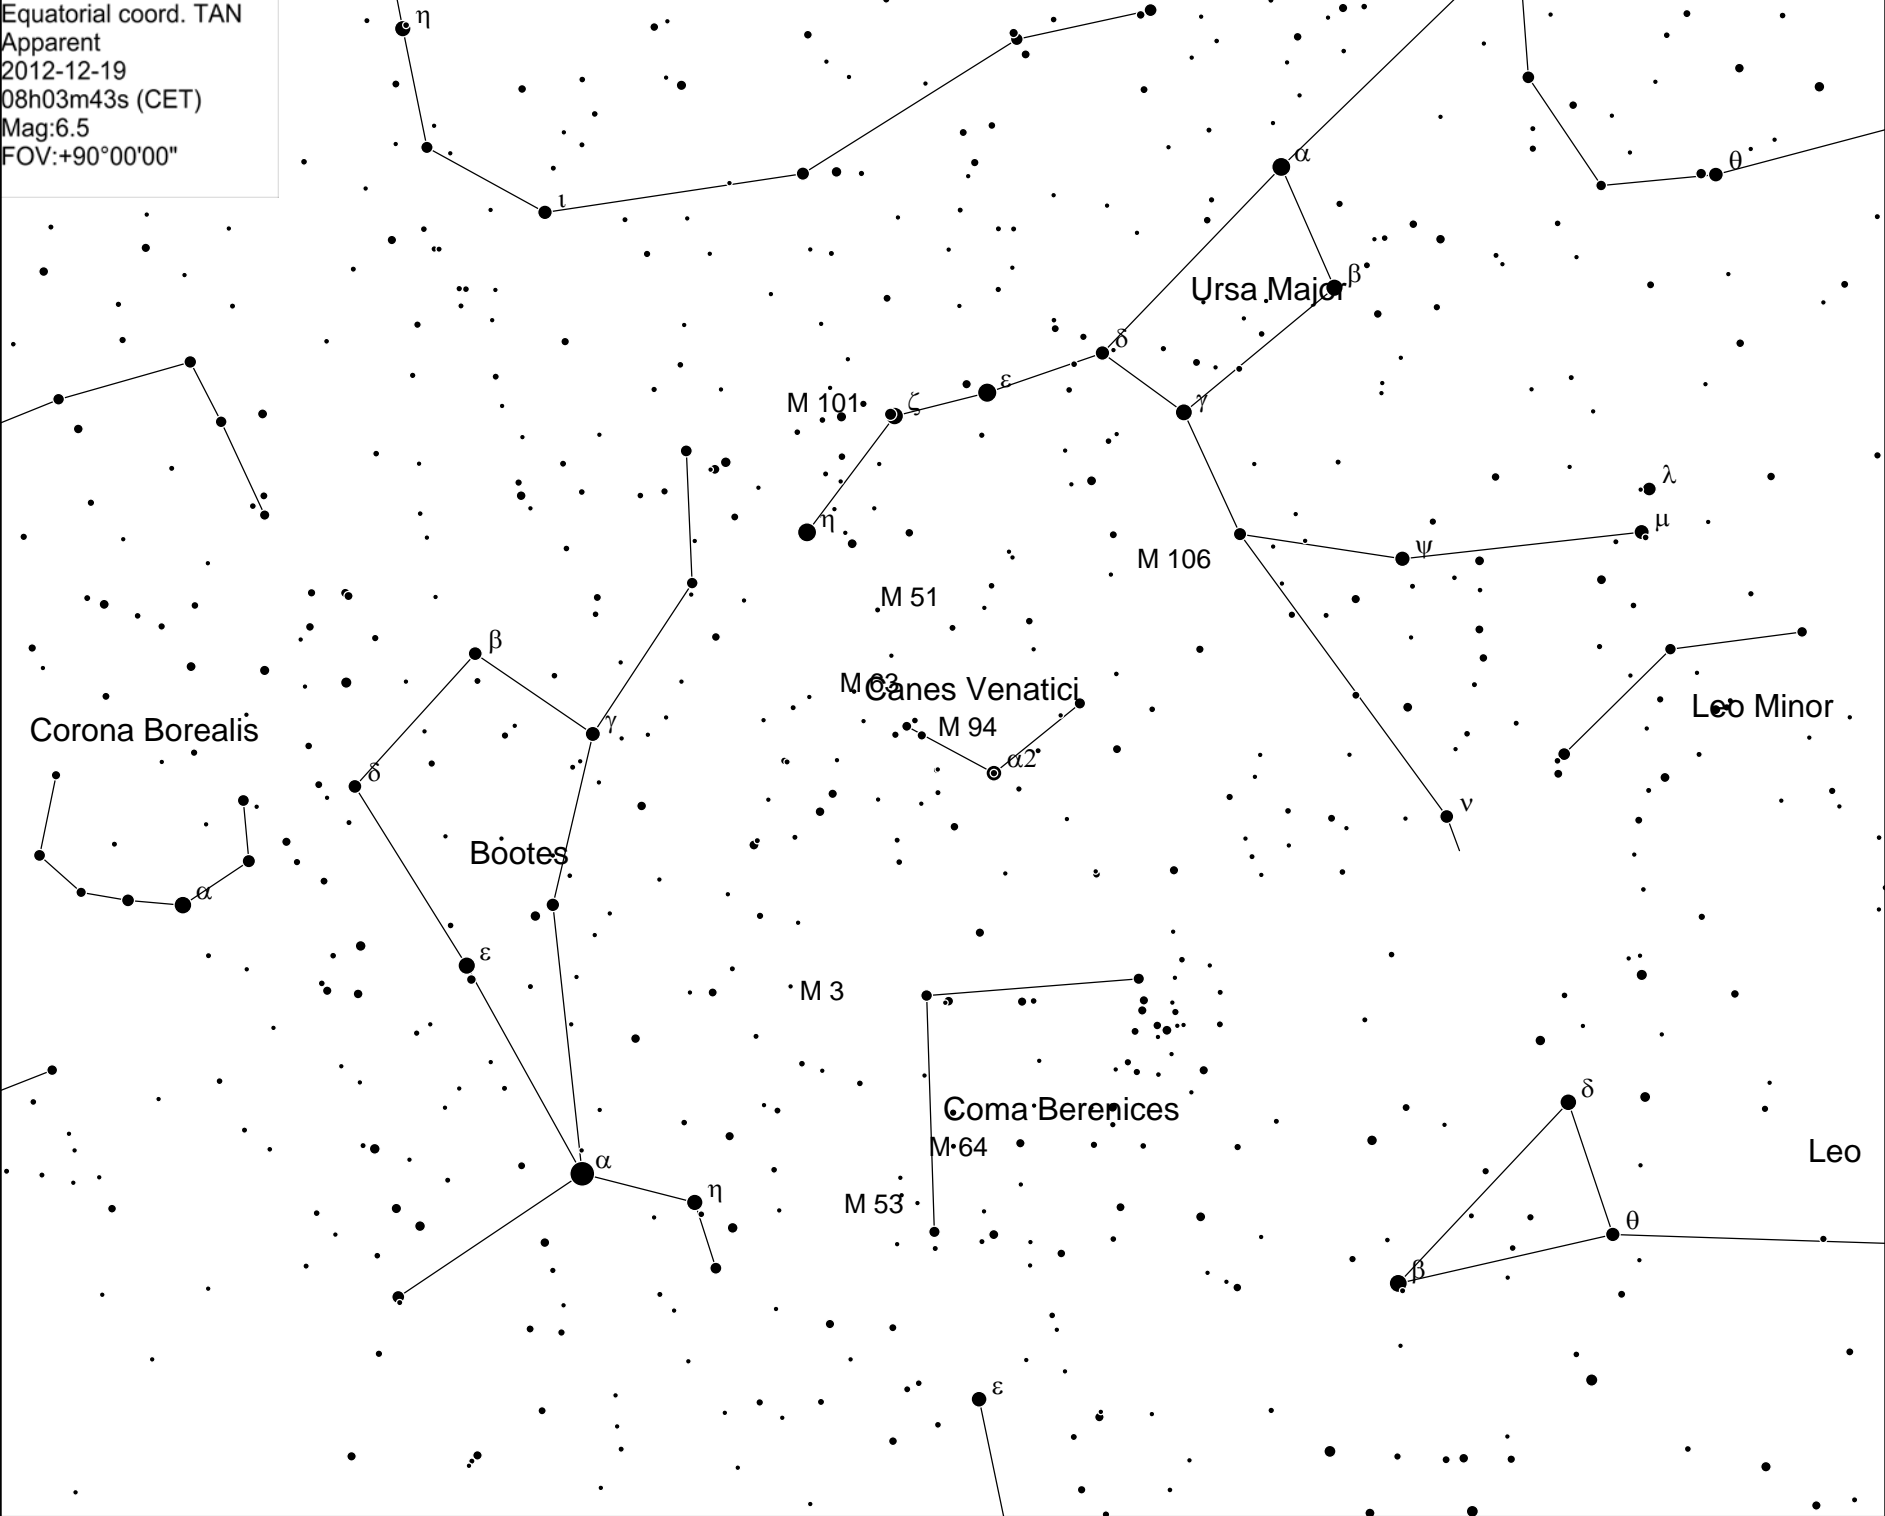 Equatorial coord. TAN
Apparent
2012-12-19
08h03m43s (CET)
Mag:6.5
FOV:+90°00'00"
η
α
θ
ι
Ursa Major
β
δ
ε
M 101
ζ
γ
λ
η
μ
ψ
M 106
M 51
β
M 63
Canes Venatici
Leo Minor
γ
M 94
Corona Borealis
α2
δ
ν
Bootes
α
ε
M 3
δ
Coma Berenices
M 64
Leo
α
η
M 53
θ
β
ε